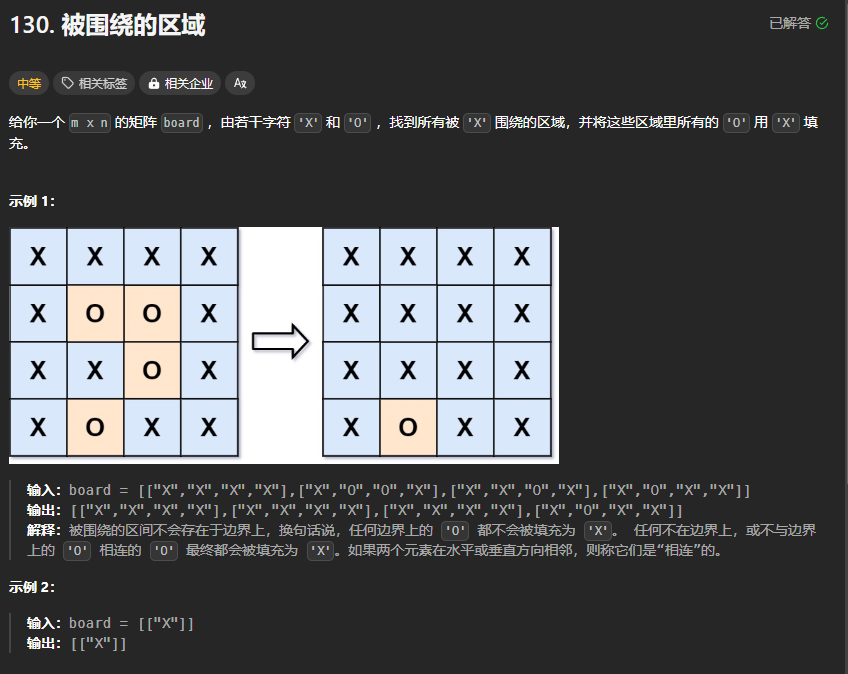 130. 被围绕的区域
已解答
中等 相关标签 相关企业
给你一个 m x n 的矩阵 board ，由若干字符 'X' 和 'O' ，找到所有被 'X' 围绕的区域，并将这些区域里所有的 'O' 用 'X' 填
充。
示例 1：
X X X X X X X X
X O O X X X X X
X X O X X X X X
X O X X X O X X
输入：board = [["X","X","X","X"],["X","O","O","X"],["X","X","O","X"],["X","O","X","X"]]
输出：[["X","X","X","X"],["X","X","X","X"],["X","X","X","X"],["X","O","X","X"]]
解释：被围绕的区间不会存在于边界上，换句话说，任何边界上的 'O' 都不会被填充为 'X'。 任何不在边界上，或不与边界
上的 'O' 相连的 'O' 最终都会被填充为 'X'。如果两个元素在水平或垂直方向相邻，则称它们是“相连”的。
示例 2：
输入：board = [["X"]]
输出：[["X"]]